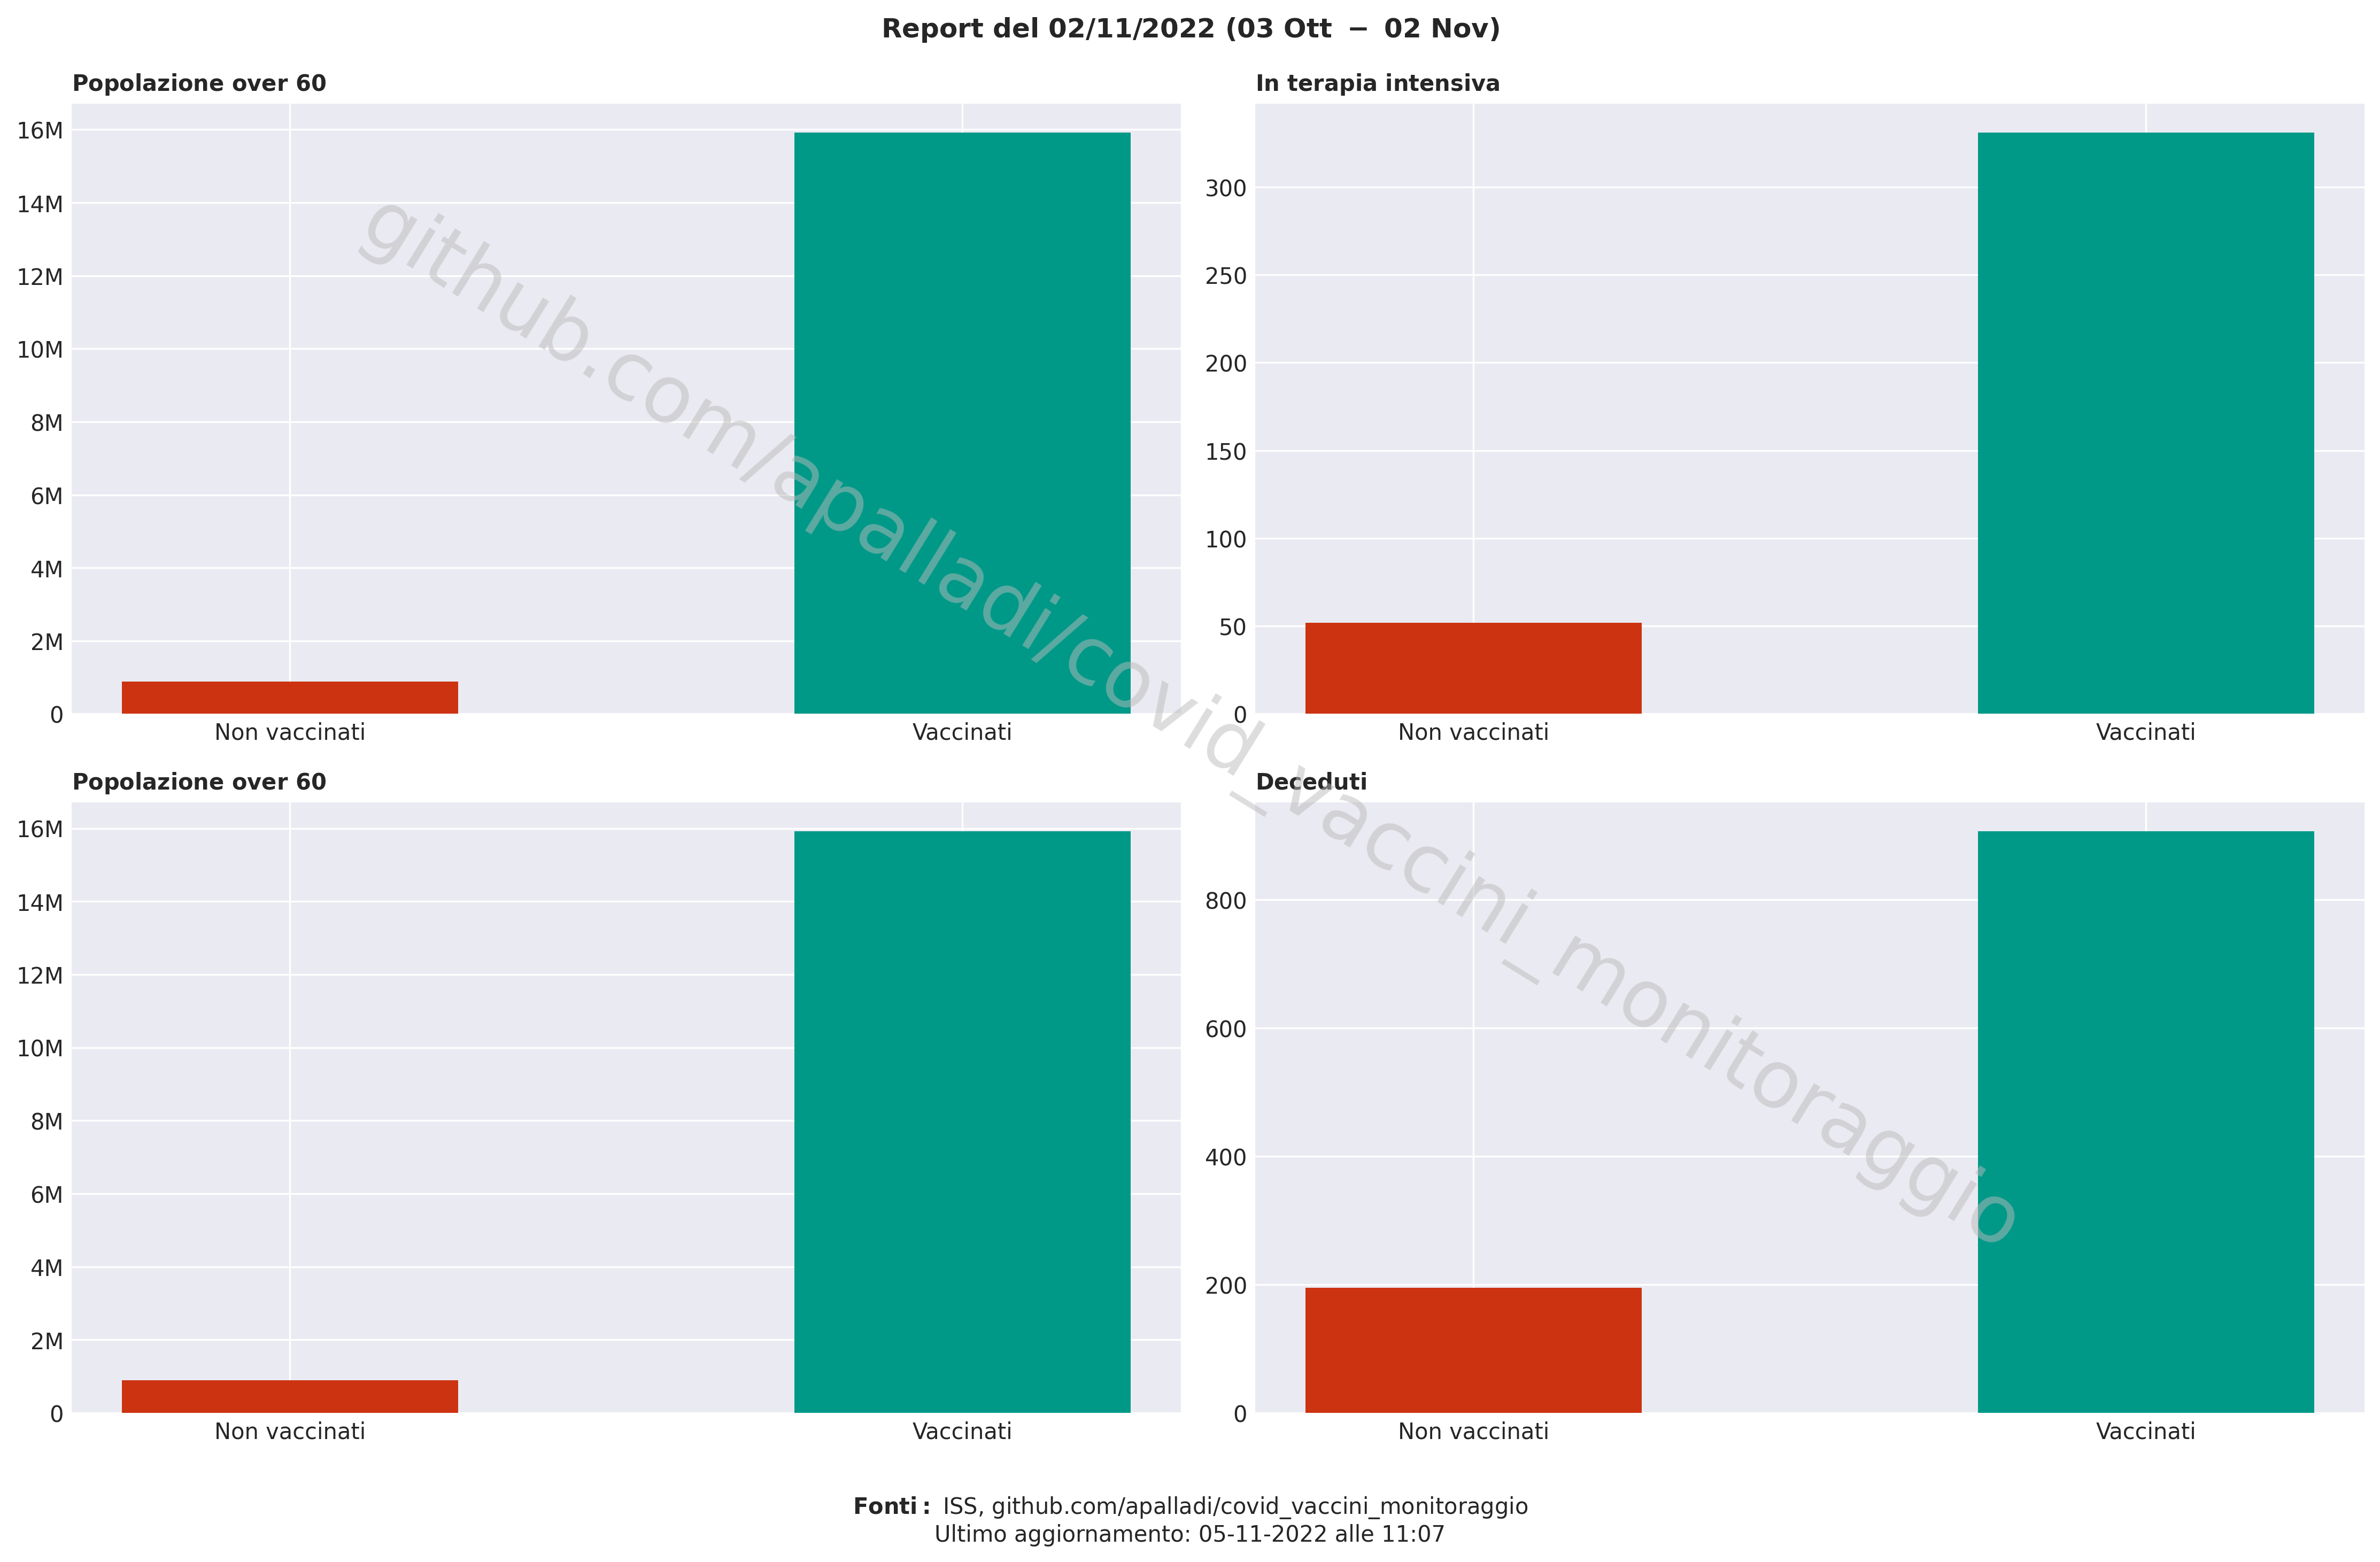 Report del 02/11/2022 (03 Ott − 02 Nov)
Popolazione over 60
16M
14M
12M
10M
8M
6M
4M
2M
0
Non vaccinati
Vaccinati
In terapia intensiva
300
250
200
150
100
50
0
Non vaccinati
Vaccinati
github.com/apalladi/covid_vaccini_monitoraggio
Popolazione over 60
16M
14M
12M
10M
8M
6M
4M
2M
0
Non vaccinati
Vaccinati
Deceduti
800
600
400
200
0
Non vaccinati
Vaccinati
Fonti: ISS, github.com/apalladi/covid_vaccini_monitoraggio
Ultimo aggiornamento: 05-11-2022 alle 11:07